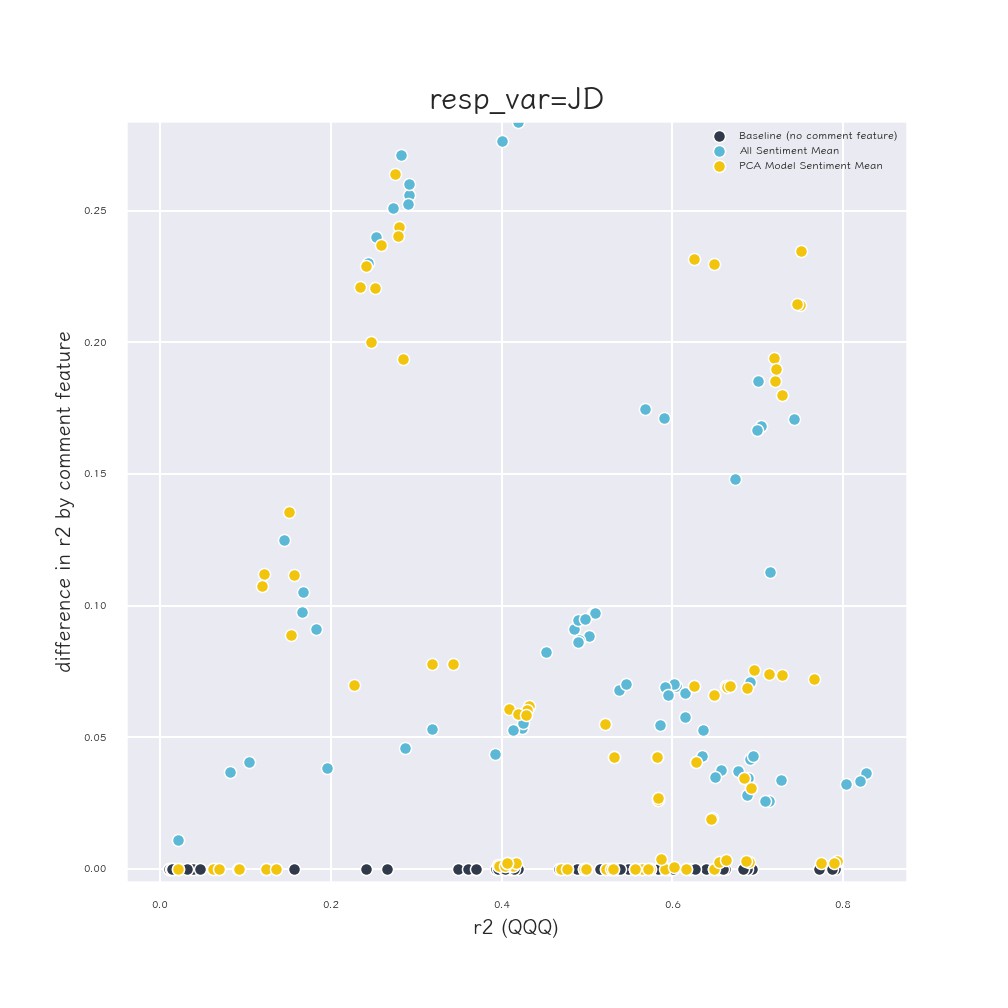 resp_var=JD
Baseline (no comment feature)
All Sentiment Mean
PCA Model Sentiment Mean
0.25
0.20
0.15
0.10
0.05
0.00
difference in r2 by comment feature
0.0 0.2 0.4 0.6 0.8
r2 (QQQ)